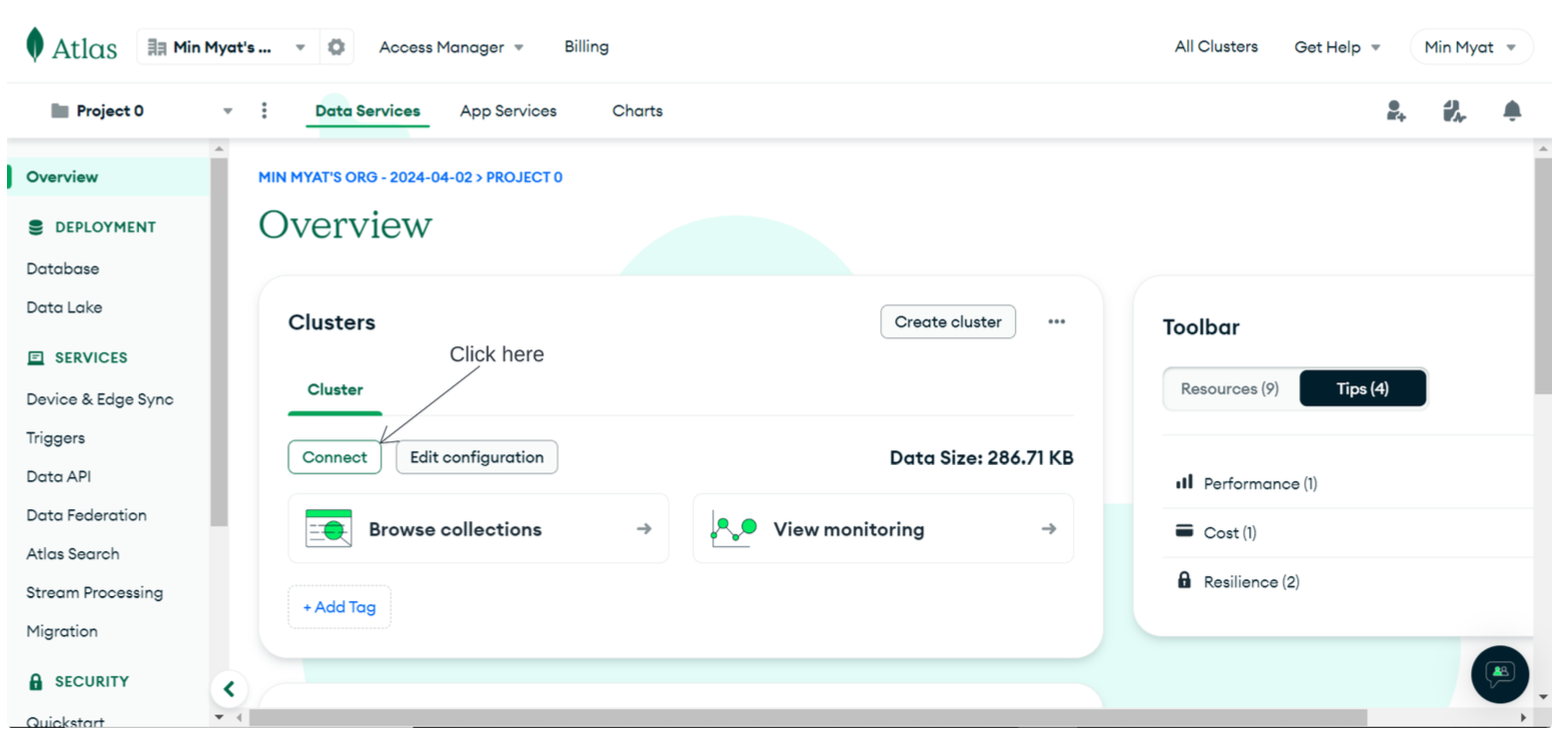 Atlas
Min Myat's ...
Access Manager
Billing
All Clusters
Get Help
Min Myat
Project 0
Data Services
App Services
Charts
Overview
DEPLOYMENT
Database
Data Lake
SERVICES
Device & Edge Sync
Triggers
Data API
Data Federation
Atlas Search
Stream Processing
Migration
SECURITY
Quickstart
MIN MYAT'S ORG - 2024-04-02 > PROJECT 0
Overview
Clusters
Create cluster
Click here
Cluster
Connect
Edit configuration
Data Size: 286.71 KB
Browse collections
View monitoring
+ Add Tag
Toolbar
Resources (9)
Tips (4)
Performance (1)
Cost (1)
Resilience (2)